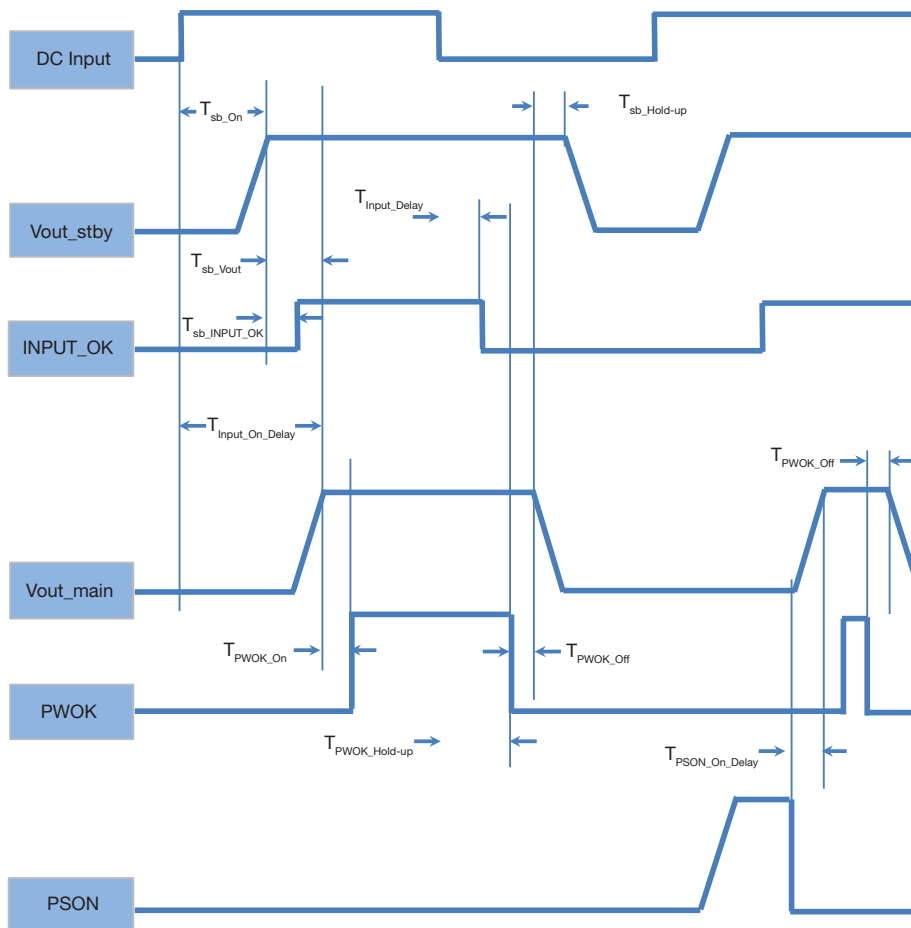 DC Input
T_sb_On
T_sb_Hold-up
T_Input_Delay
Vout_stby
T_sb_Vout
T_sb_INPUT_OK
INPUT_OK
T_Input_On_Delay
T_PWOK_Off
Vout_main
T_PWOK_On
T_PWOK_Off
PWOK
T_PWOK_Hold-up
T_PSON_On_Delay
PSON